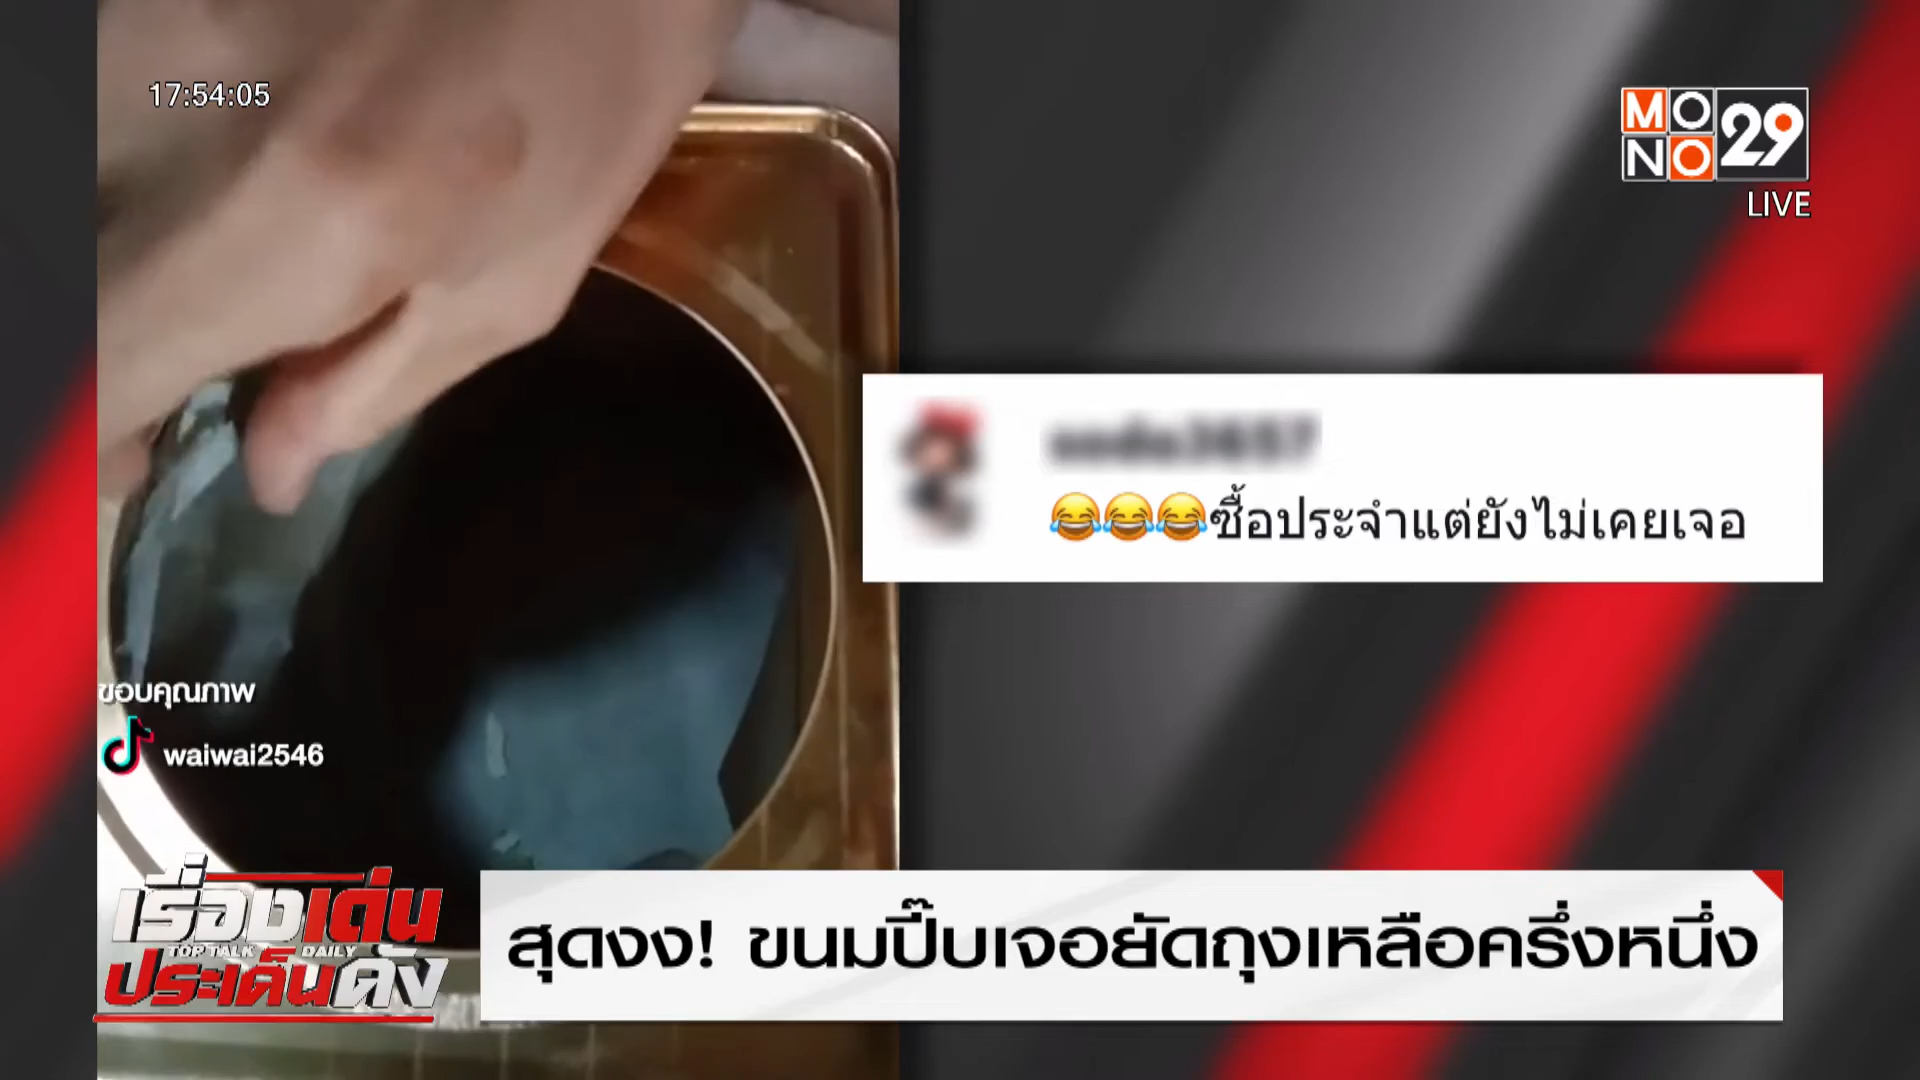 17:54:05
MONO 29
LIVE
😂😂😂ซื้อประจำแต่ยังไม่เคยเจอ
ขอบคุณภาพ
waiwai2546
เรื่องเด่น
TOP TALK DAILY
ประเด็นดัง
สุดงง! ขนมปี๊บเจอยัดถุงเหลือครึ่งหนึ่ง